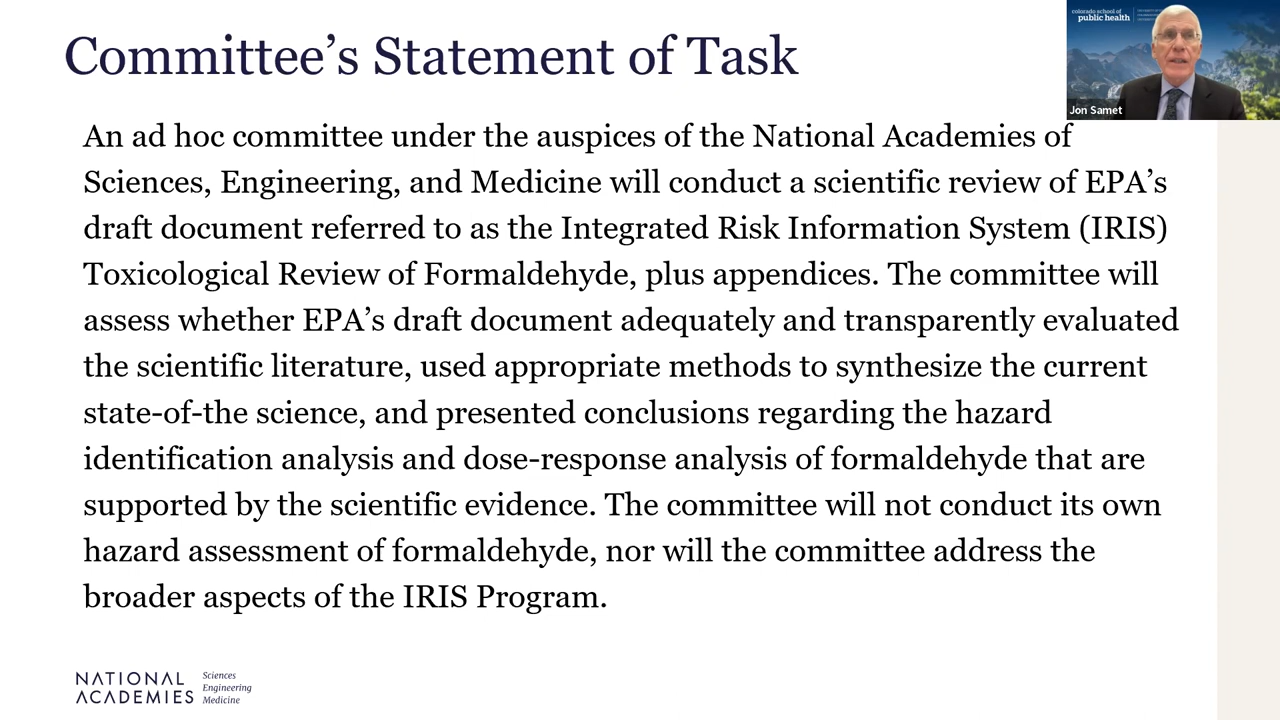 Committee's Statement of Task
colorado school of
public health
Jon Samet
An ad hoc committee under the auspices of the National Academies of
Sciences, Engineering, and Medicine will conduct a scientific review of EPA's
draft document referred to as the Integrated Risk Information System (IRIS)
Toxicological Review of Formaldehyde, plus appendices. The committee will
assess whether EPA's draft document adequately and transparently evaluated
the scientific literature, used appropriate methods to synthesize the current
state-of-the science, and presented conclusions regarding the hazard
identification analysis and dose-response analysis of formaldehyde that are
supported by the scientific evidence. The committee will not conduct its own
hazard assessment of formaldehyde, nor will the committee address the
broader aspects of the IRIS Program.
NATIONAL
ACADEMIES
Sciences
Engineering
Medicine